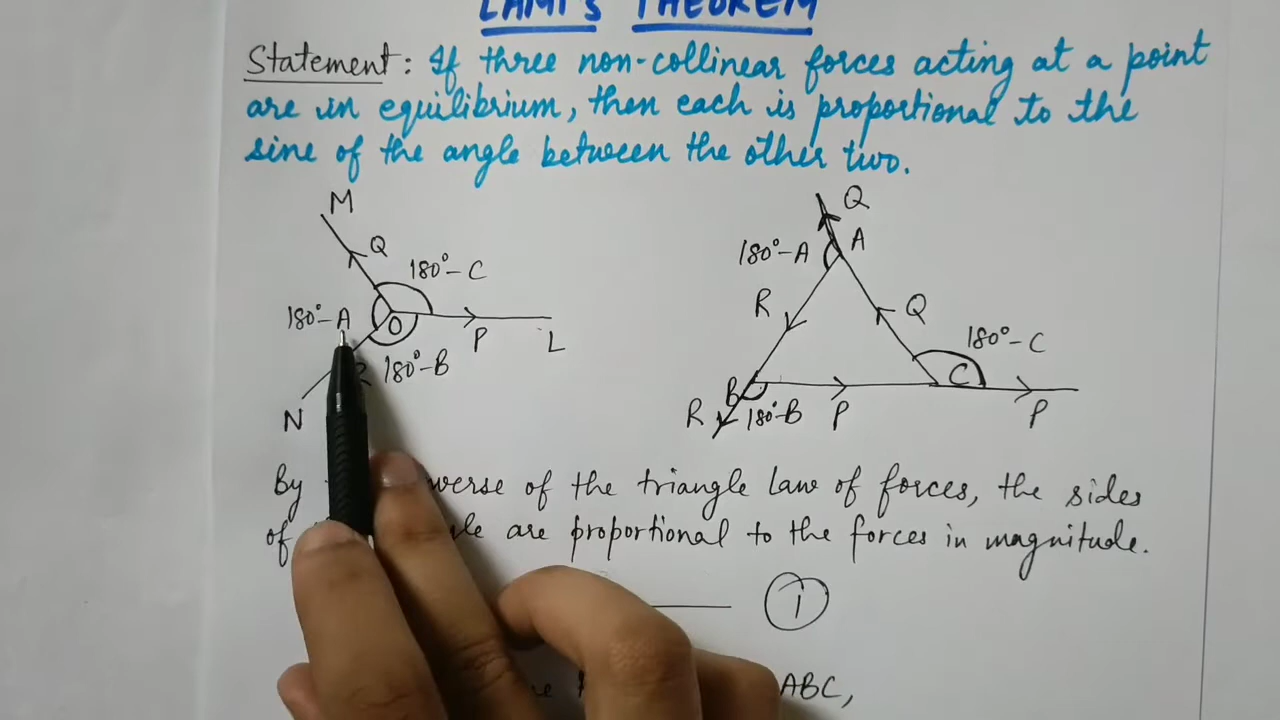 LAMI'S THEOREM
Statement: If three non-collinear forces acting at a point
are in equilibrium, then each is proportional to the
sine of the angle between the other two.
M
Q
180°-C
180°-A
O
P
L
180°-B
N
Q
A
180°-A
R
Q
180°-C
C
B
R
180°-B
P
P
By of the triangle law of forces, the sides
of are proportional to the forces in magnitude.
1
ABC,